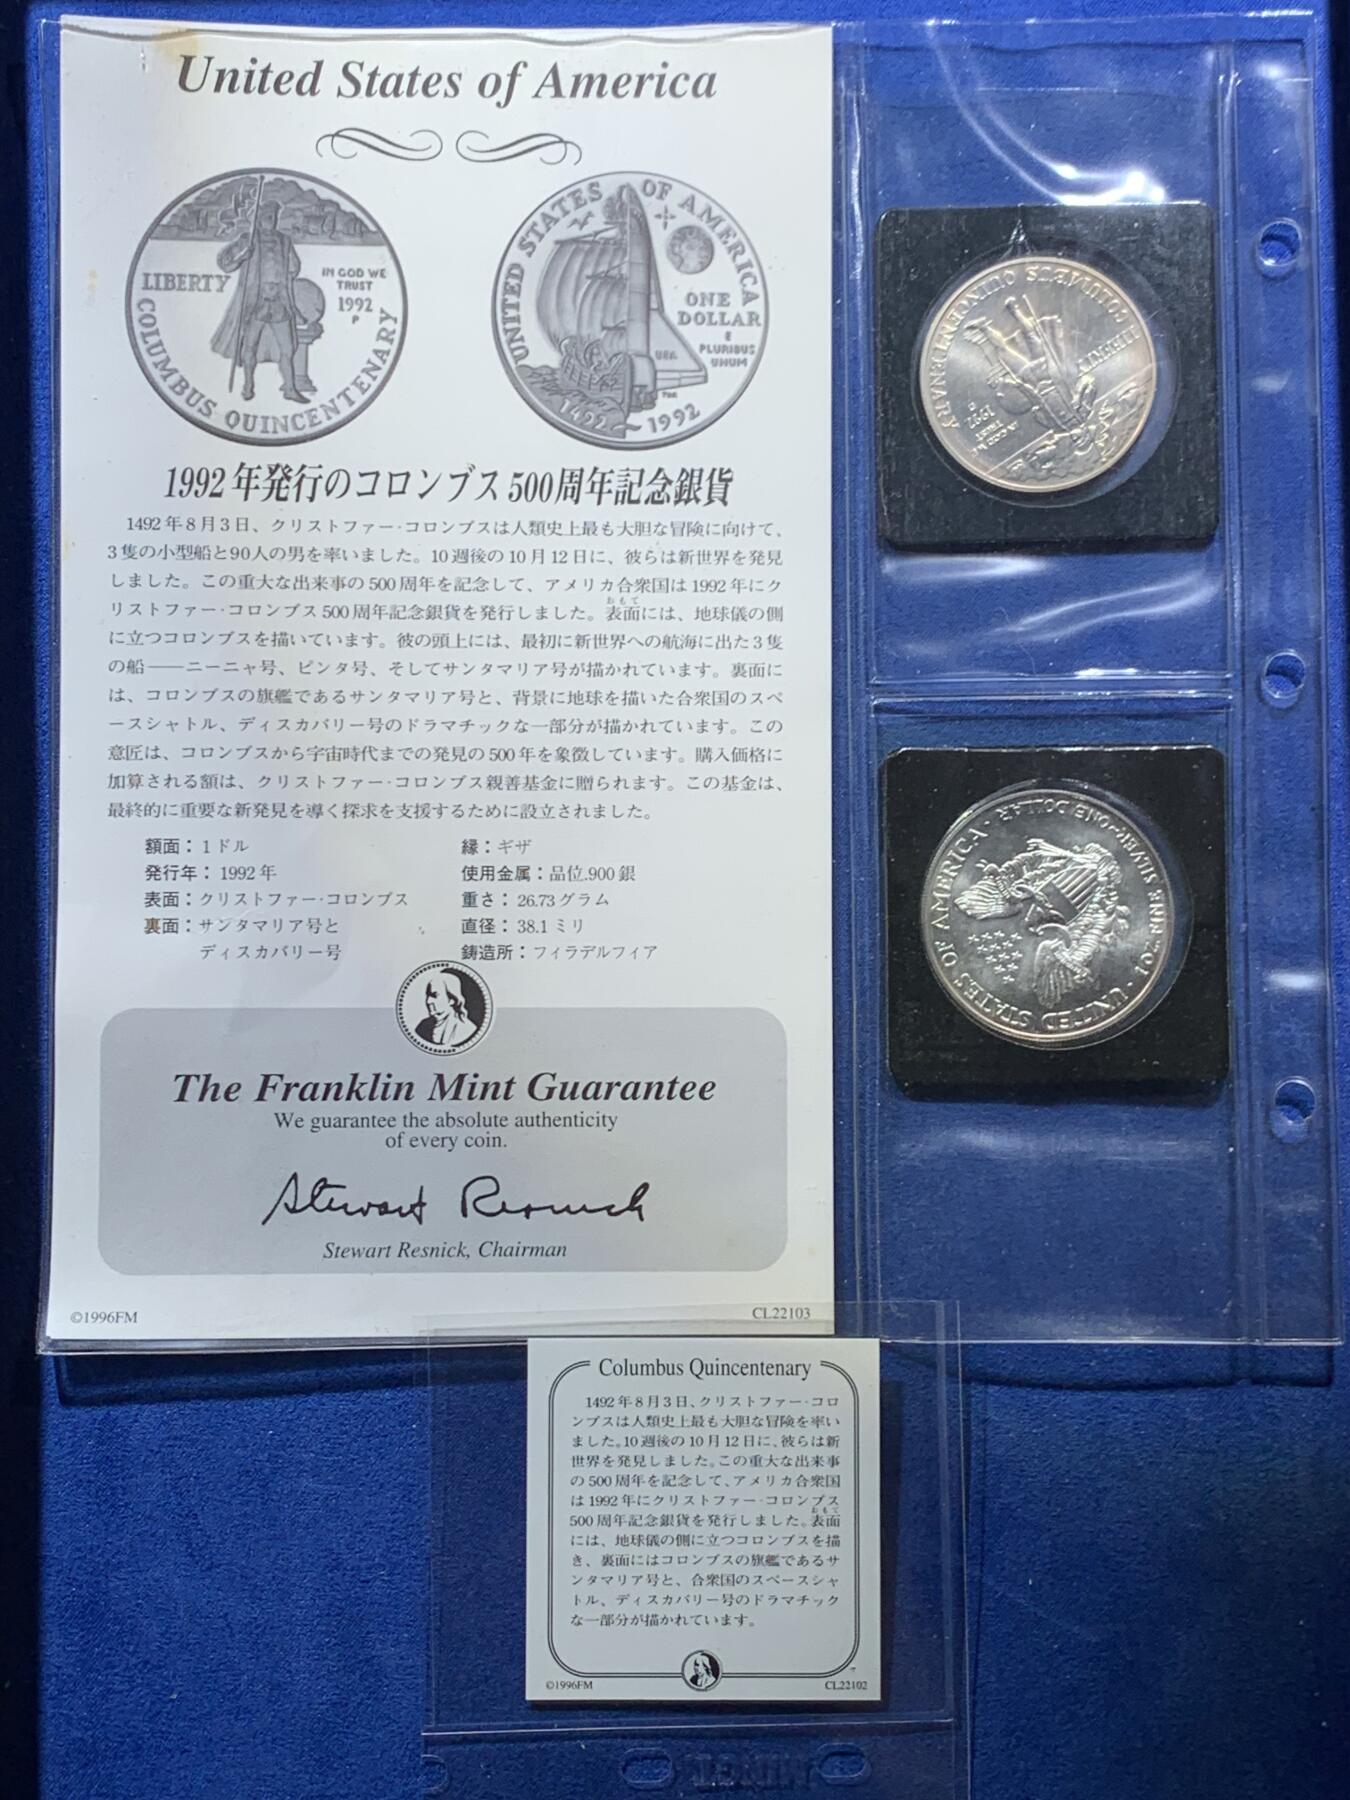 United States of America
LIBERTY
IN GOD WE
TRUST
1992
P
COLUMBUS QUINCENTENARY
UNITED STATES OF AMERICA
ONE
DOLLAR
E
PLURIBUS
UNUM
USA
1492~1992
1992年発行のコロンブス500周年記念銀貨
1492年8月3日、クリストファー·コロンブスは人類史上最も大胆な冒険に向けて、
3隻の小型船と90人の男を率いました。10週後の10月12日に、彼らは新世界を発見
しました。この重大な出来事の500周年を記念して、アメリカ合衆国は1992年にク
リストファー·コロンブス500周年記念銀貨を発行しました。表面には、地球儀の側
に立つコロンブスを描いています。彼の頭上には、最初に新世界への航海に出た3隻
の船――ニーニャ号、ピンタ号、そしてサンタマリア号が描かれています。裏面に
は、コロンブスの旗艦であるサンタマリア号と、背景に地球を描いた合衆国のスペ
ースシャトル、ディスカバリー号のドラマチックな一部分が描かれています。この
意匠は、コロンブスから宇宙時代までの発見の500年を象徴しています。購入価格に
加算される額は、クリストファー·コロンブス親善基金に贈られます。この基金は、
最終的に重要な新発見を導く探求を支援するために設立されました。
額面：1ドル
発行年：1992年
表面：クリストファー·コロンブス
裏面：サンタマリア号と
ディスカバリー号
縁：ギザ
使用金属：品位.900銀
重さ：26.73グラム
直径：38.1ミリ
鋳造所：フィラデルフィア
The Franklin Mint Guarantee
We guarantee the absolute authenticity
of every coin.
Stewart Resnick
Stewart Resnick, Chairman
©1996FM
CL22103
COLUMBUS QUINCENTENARY
LIBERTY
IN GOD WE
TRUST
1992
D
UNITED STATES OF AMERICA
1 OZ. FINE SILVER~ONE DOLLAR
Columbus Quincentenary
1492年8月3日、クリストファー·コロ
ンブスは人類史上最も大胆な冒険を率い
ました。10週後の10月12日に、彼らは新
世界を発見しました。この重大な出来事
の500周年を記念して、アメリカ合衆国
は1992年にクリストファー·コロンブス
500周年記念銀貨を発行しました。表面
には、地球儀の側に立つコロンブスを描
き、裏面にはコロンブスの旗艦であるサ
ンタマリア号と、合衆国のスペースシャ
トル、ディスカバリー号のドラマチック
な一部分が描かれています。
©1996FM
CL22102